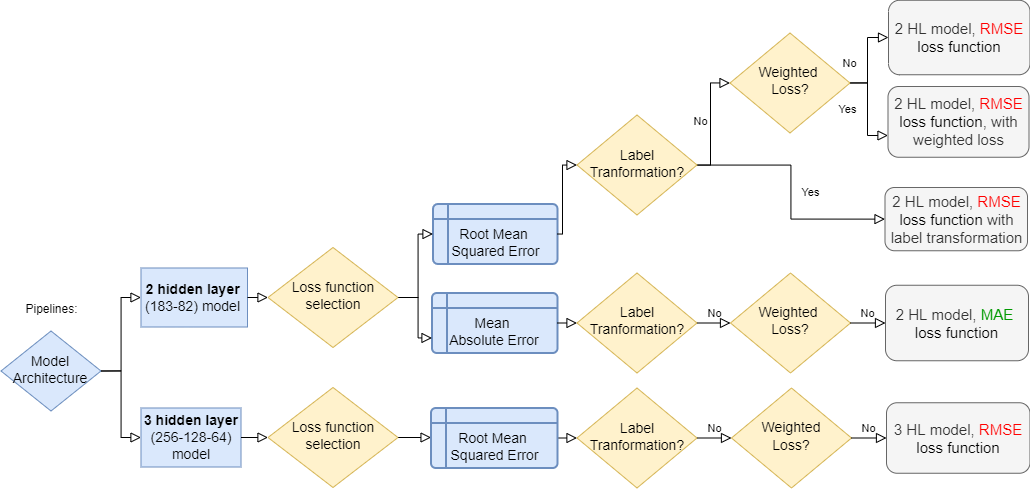 Pipelines:
Model
Architecture
2 hidden layer
(183-82) model
Loss function
selection
Root Mean
Squared Error
Label
Tranformation?
No
Weighted
Loss?
No
2 HL model, RMSE
loss function
Yes
2 HL model, RMSE
loss function, with
weighted loss
Yes
2 HL model, RMSE
loss function with
label transformation
Mean
Absolute Error
Label
Tranformation?
No
Weighted
Loss?
No
2 HL model, MAE
loss function
3 hidden layer
(256-128-64)
model
Loss function
selection
Root Mean
Squared Error
Label
Tranformation?
No
Weighted
Loss?
No
3 HL model, RMSE
loss function